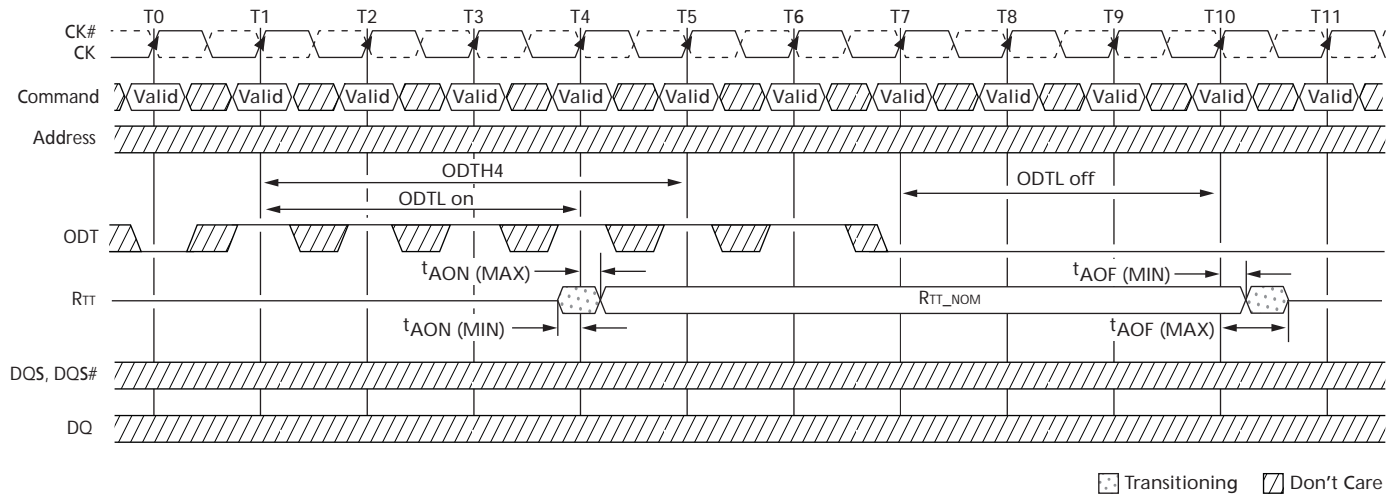 T0 T1 T2 T3 T4 T5 T6 T7 T8 T9 T10 T11
CK#
CK
Command Valid Valid Valid Valid Valid Valid Valid Valid Valid Valid Valid Valid
Address
ODTH4
ODTL off
ODTL on
ODT
tAON (MAX) tAOF (MIN)
RTT RTT_NOM
tAON (MIN) tAOF (MAX)
DQS, DQS#
DQ
Transitioning Don't Care